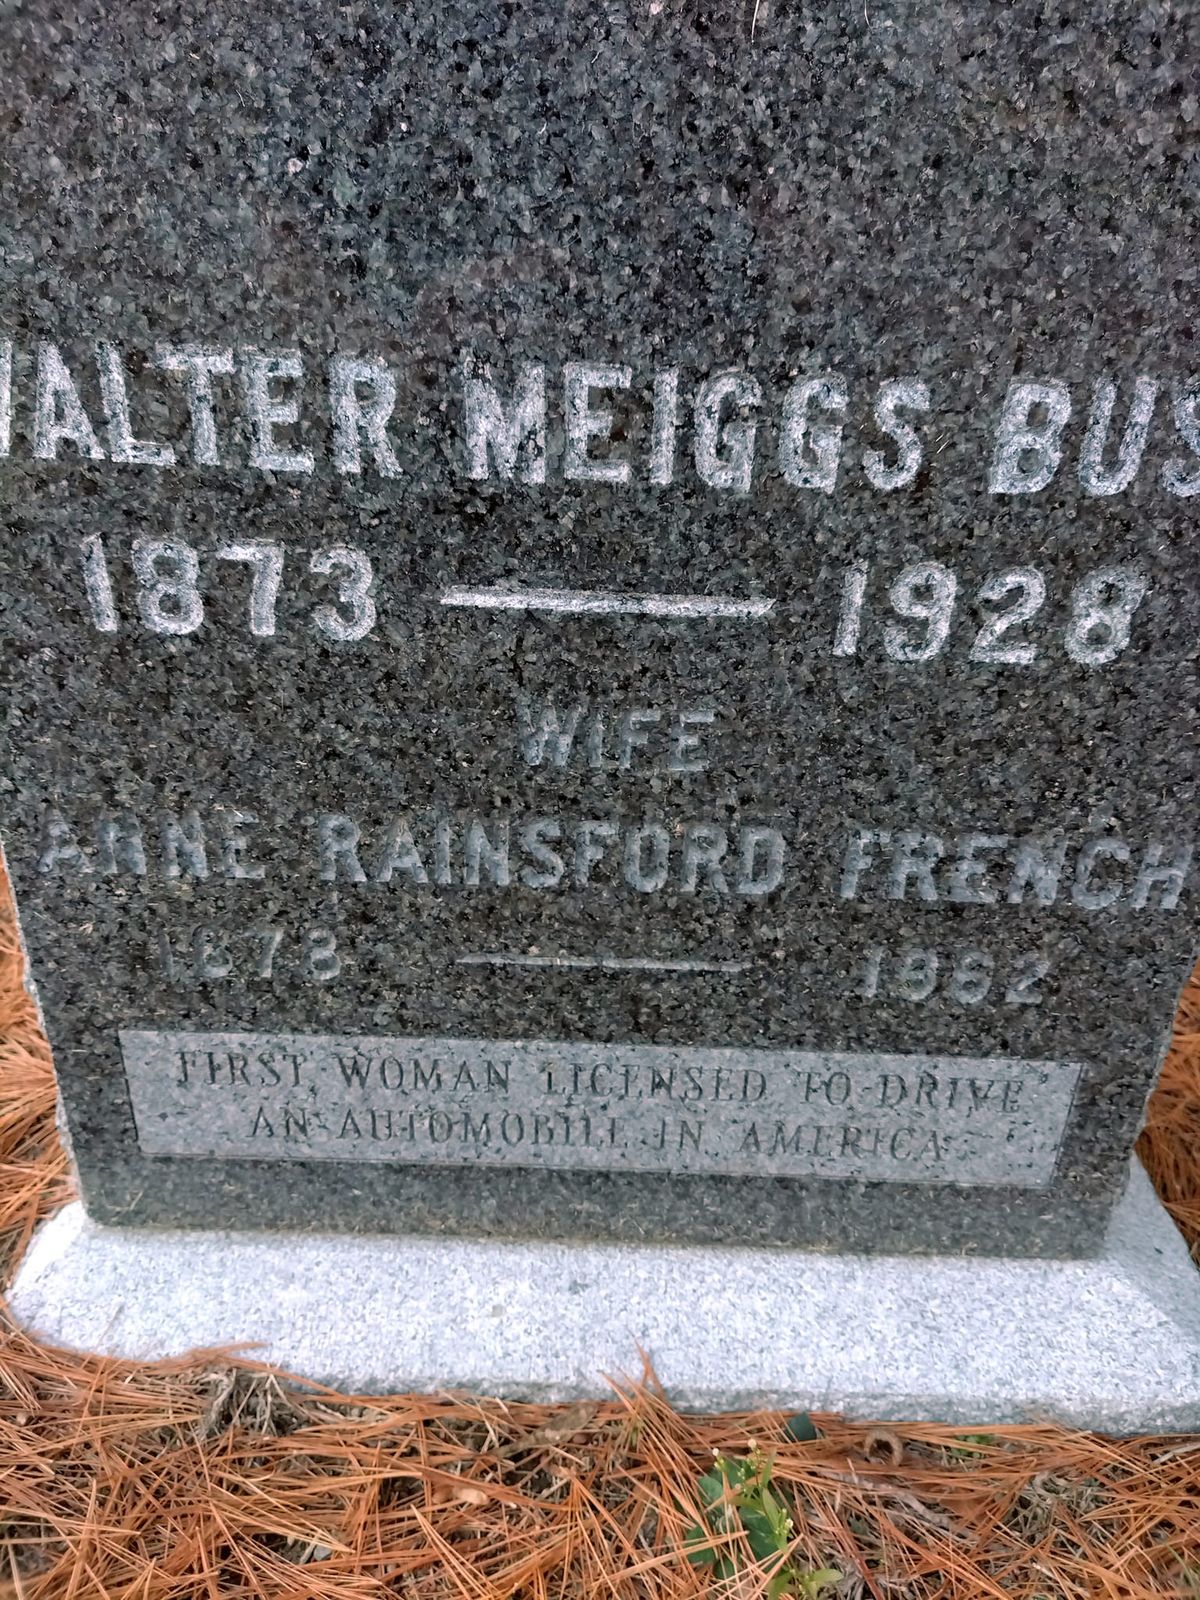 WALTER MEIGGS BUS
1873 — 1928
WIFE
ANNE RAINSFORD FRENCH
1878 — 1962
FIRST WOMAN LICENSED TO DRIVE
AN AUTOMOBILE IN AMERICA